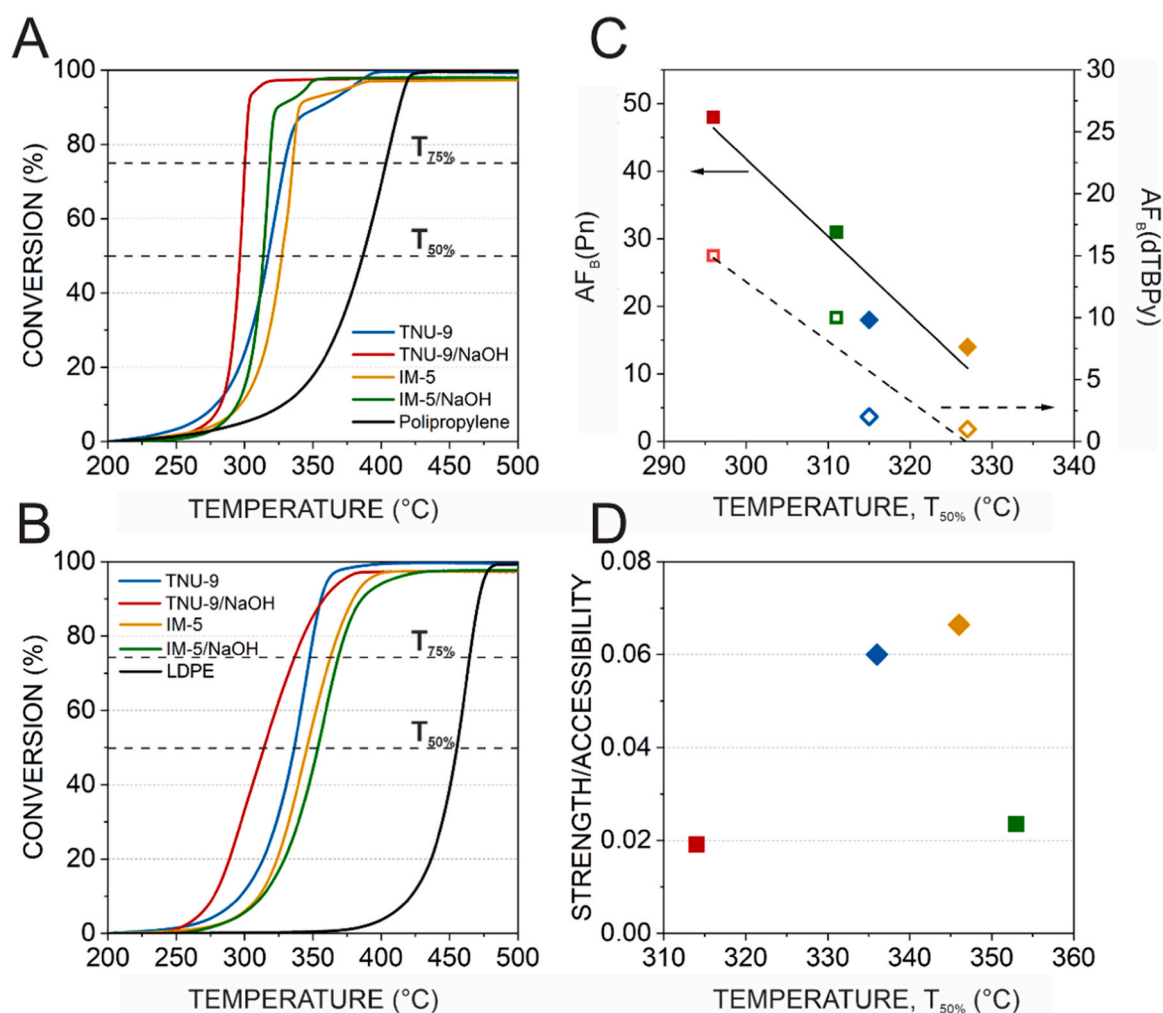 A
100
80
60
40
20
0
CONVERSION (%)
T75%
T50%
TNU-9
TNU-9/NaOH
IM-5
IM-5/NaOH
Polipropylene
200 250 300 350 400 450 500
TEMPERATURE (°C)
C
50
40
30
20
10
0
AFB(Pn)
30
25
20
15
10
5
0
AFB(dTBPy)
290 300 310 320 330 340
TEMPERATURE, T50% (°C)
B
100
80
60
40
20
0
CONVERSION (%)
TNU-9
TNU-9/NaOH
IM-5
IM-5/NaOH
LDPE
T75%
T50%
200 250 300 350 400 450 500
TEMPERATURE (°C)
D
0.08
0.06
0.04
0.02
0.00
STRENGTH/ACCESSIBILITY
310 320 330 340 350 360
TEMPERATURE, T50% (°C)